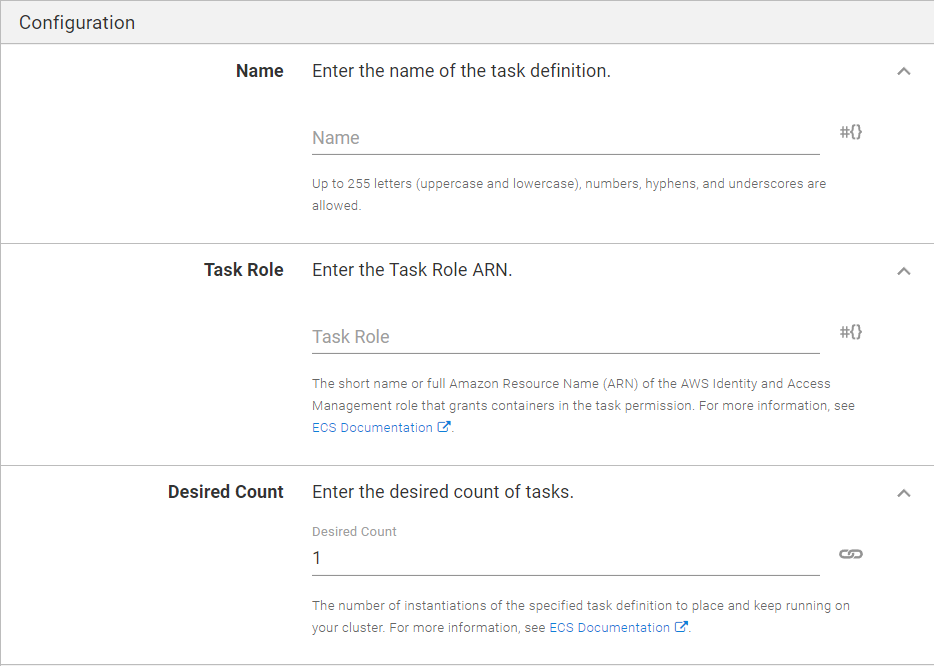 Configuration
Name Enter the name of the task definition.
Name #{}
Up to 255 letters (uppercase and lowercase), numbers, hyphens, and underscores are
allowed.
Task Role Enter the Task Role ARN.
Task Role #{}
The short name or full Amazon Resource Name (ARN) of the AWS Identity and Access
Management role that grants containers in the task permission. For more information, see
ECS Documentation .
Desired Count Enter the desired count of tasks.
Desired Count
1
The number of instantiations of the specified task definition to place and keep running on
your cluster. For more information, see ECS Documentation .